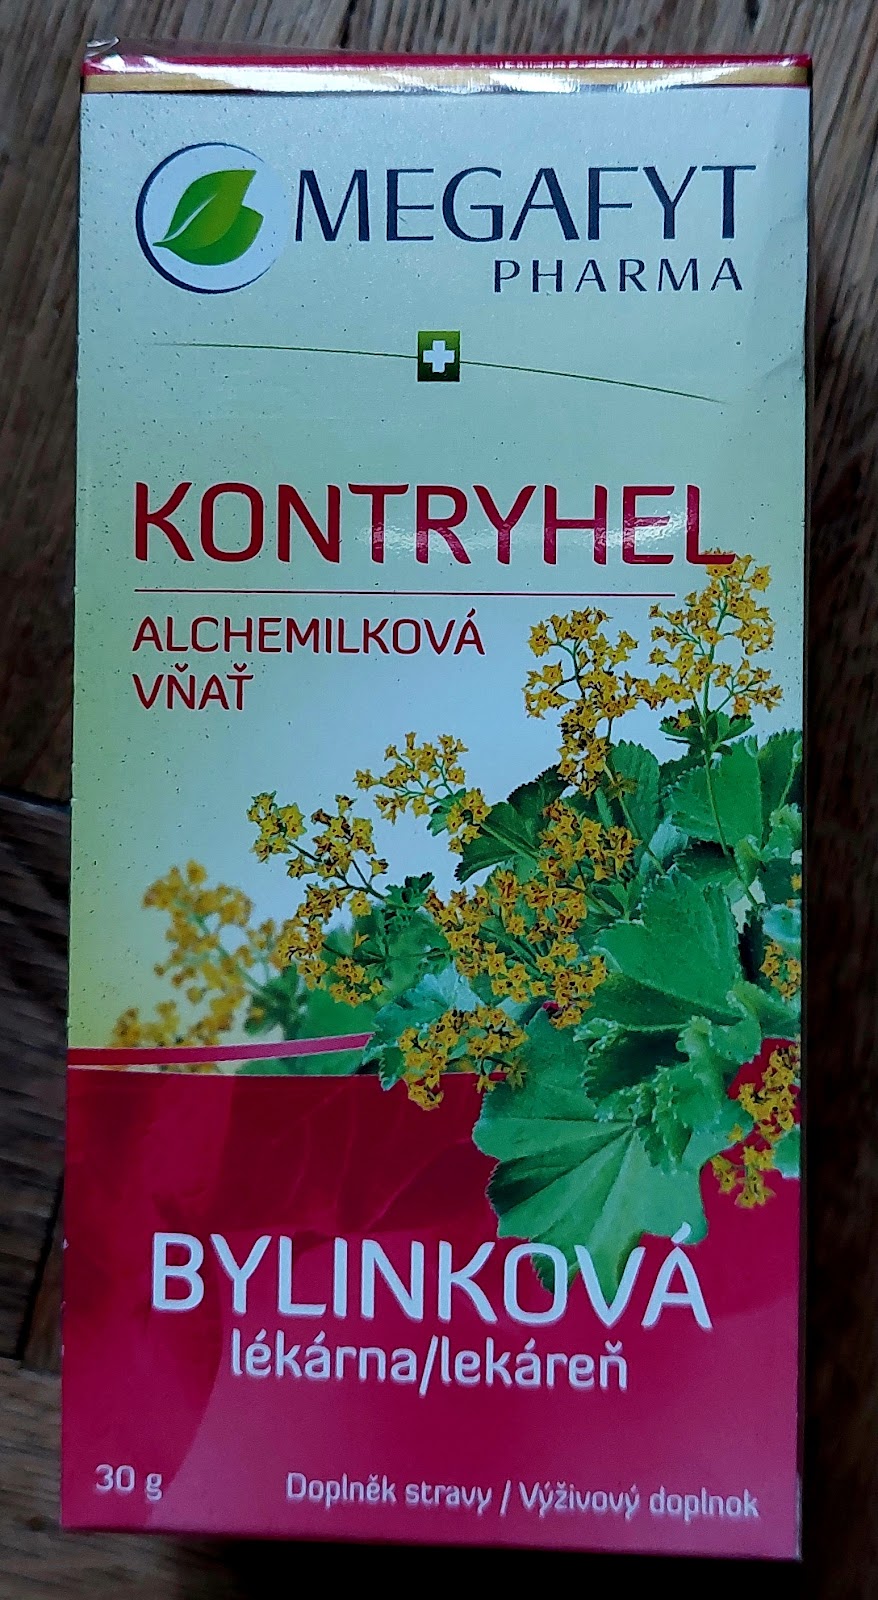 MEGAFYT
PHARMA
KONTRYHEL
ALCHEMILKOVÁ
VŇAŤ
BYLINKOVÁ
lékárna/lekáreň
30 g
Doplněk stravy / Výživový doplnok